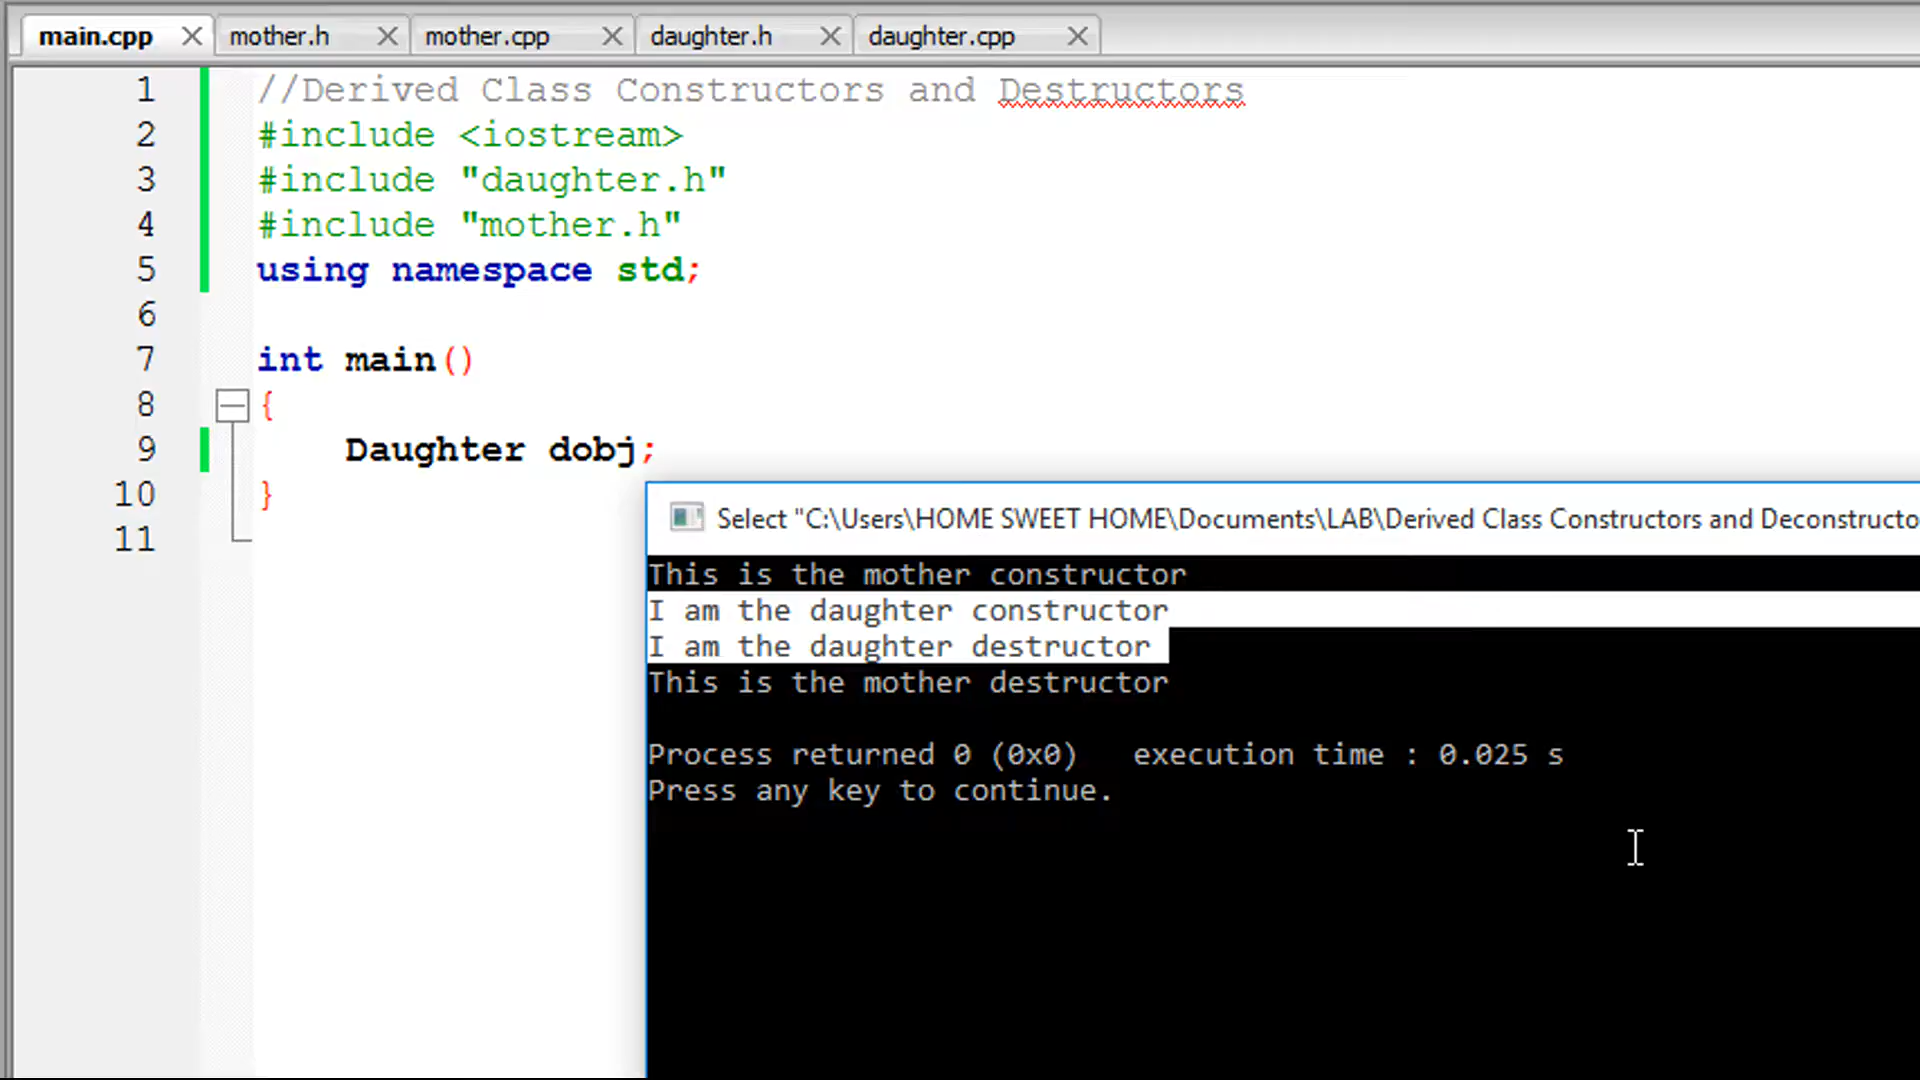 main.cpp mother.h mother.cpp daughter.h daughter.cpp
1 //Derived Class Constructors and Destructors
2 #include <iostream>
3 #include "daughter.h"
4 #include "mother.h"
5 using namespace std;
6
7 int main()
8 {
9 Daughter dobj;
10 }
11
Select "C:\Users\HOME SWEET HOME\Documents\LAB\Derived Class Constructors and Deconstructo
This is the mother constructor
I am the daughter constructor
I am the daughter destructor
This is the mother destructor
Process returned 0 (0x0)   execution time : 0.025 s
Press any key to continue.